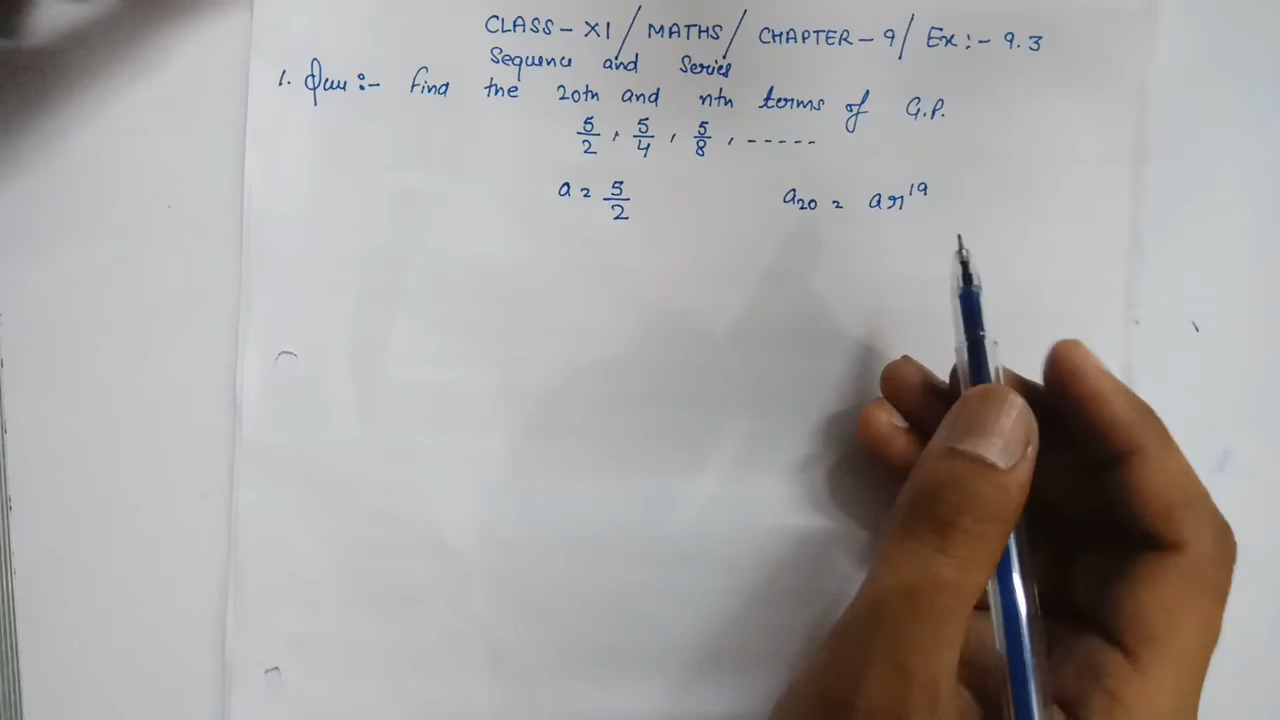 CLASS - XI / MATHS / CHAPTER - 9 / Ex :- 9.3
Sequence and Series
1. Ques :- Find the 20th and nth terms of G.P.
5/2, 5/4, 5/8, ------
a = 5/2
a₂₀ = ar¹⁹